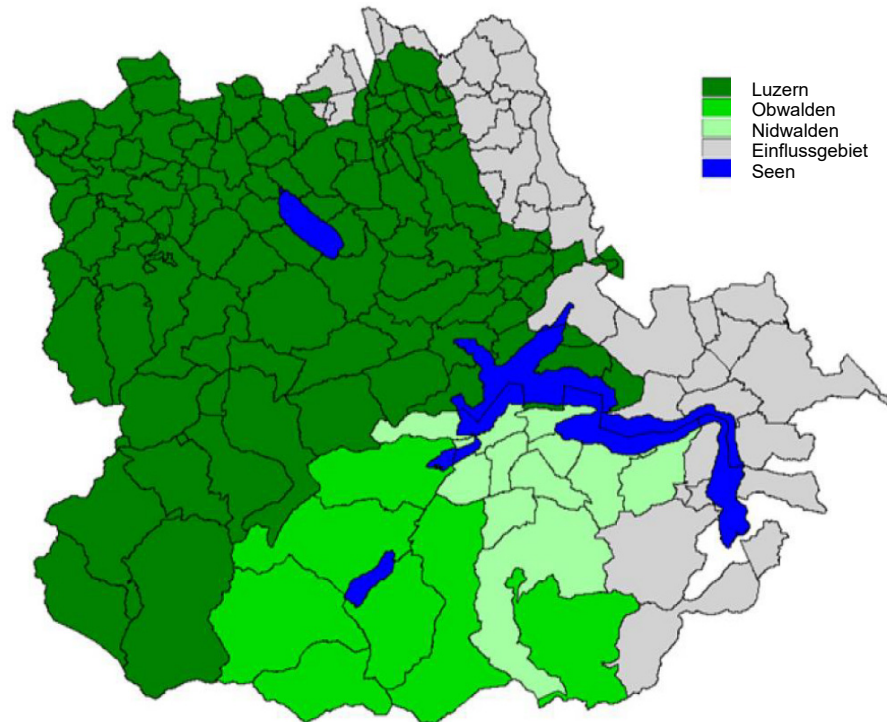 Luzern
Obwalden
Nidwalden
Einflussgebiet
Seen